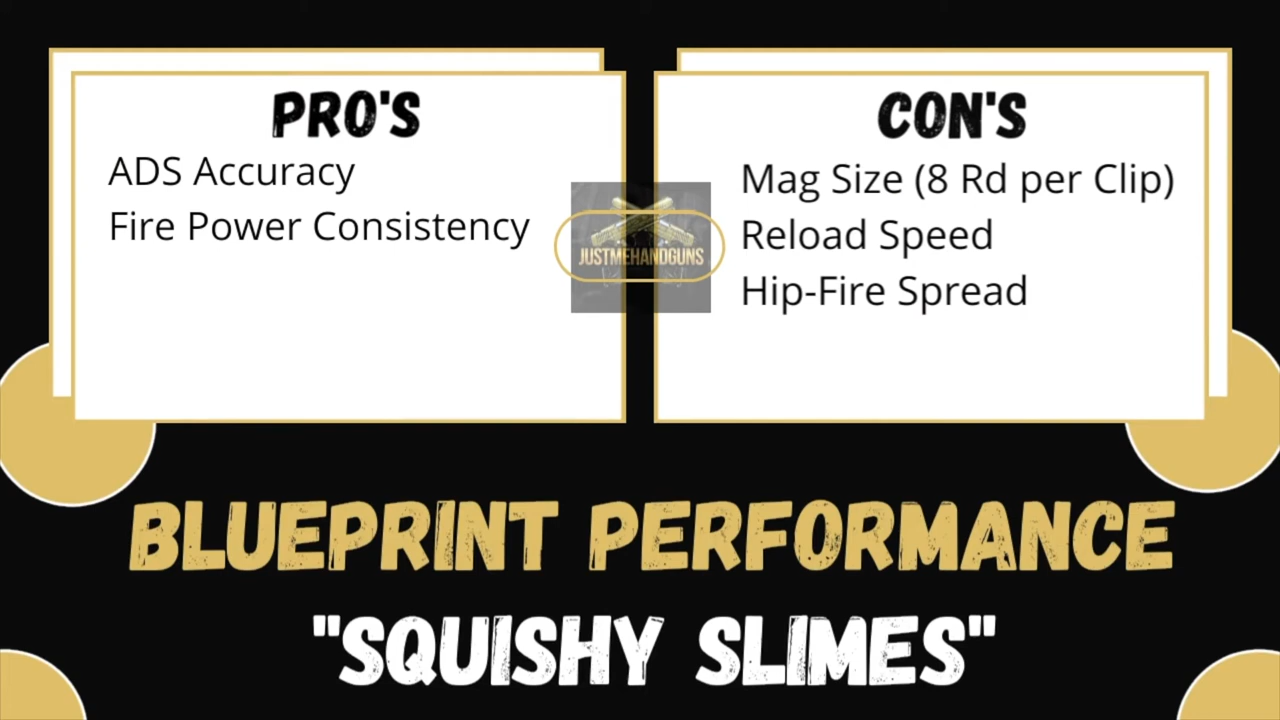 PRO'S
ADS Accuracy
Fire Power Consistency
CON'S
Mag Size (8 Rd per Clip)
Reload Speed
Hip-Fire Spread
JUSTMEHANDGUNS
BLUEPRINT PERFORMANCE
"SQUISHY SLIMES"